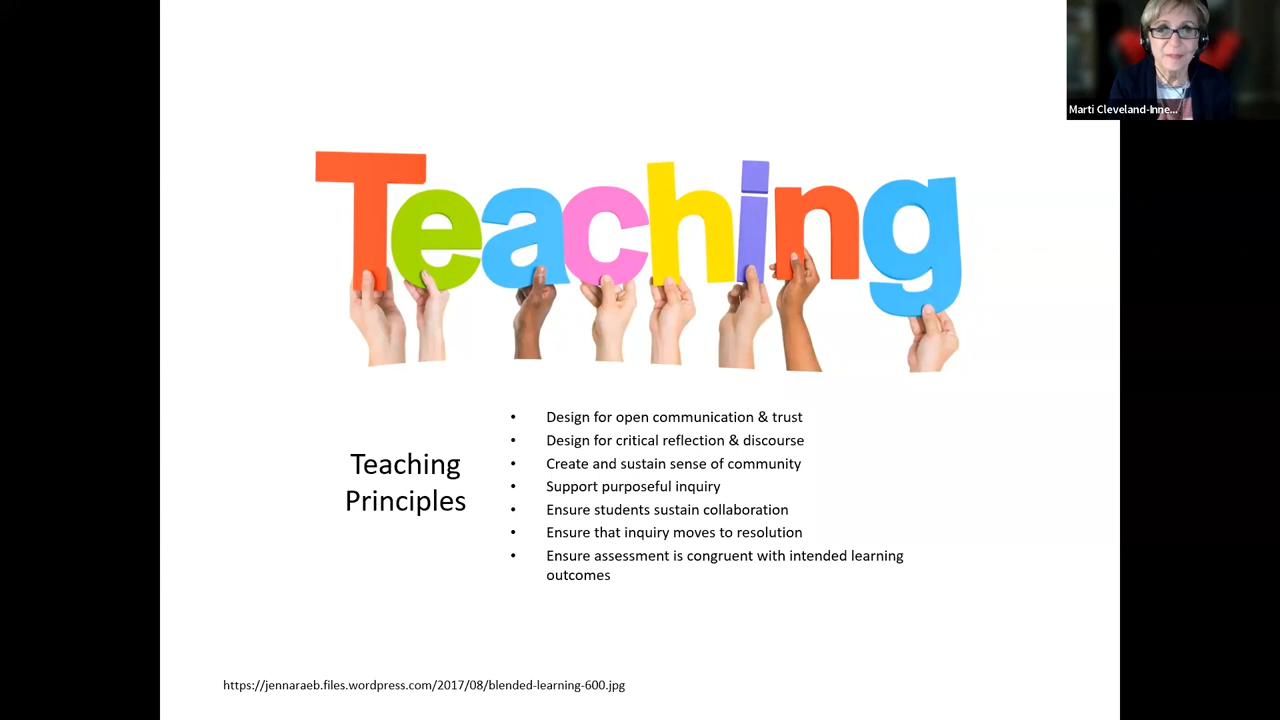 Marti Cleveland-Inne...
Teaching
Teaching
Principles
• Design for open communication & trust
• Design for critical reflection & discourse
• Create and sustain sense of community
• Support purposeful inquiry
• Ensure students sustain collaboration
• Ensure that inquiry moves to resolution
• Ensure assessment is congruent with intended learning
outcomes
https://jennaraeb.files.wordpress.com/2017/08/blended-learning-600.jpg